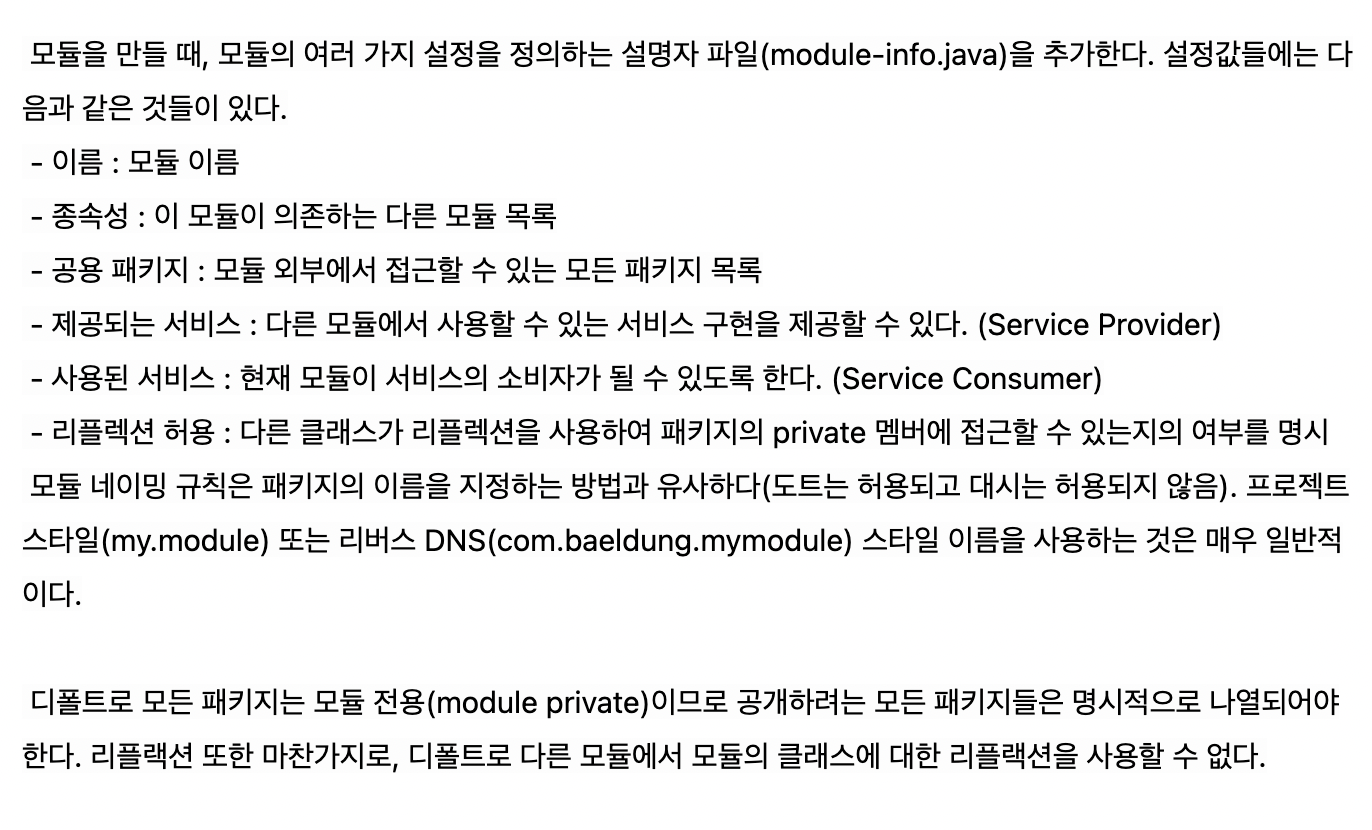 모듈을 만들 때, 모듈의 여러 가지 설정을 정의하는 설명자 파일(module-info.java)을 추가한다. 설정값들에는 다
음과 같은 것들이 있다.
- 이름 : 모듈 이름
- 종속성 : 이 모듈이 의존하는 다른 모듈 목록
- 공용 패키지 : 모듈 외부에서 접근할 수 있는 모든 패키지 목록
- 제공되는 서비스 : 다른 모듈에서 사용할 수 있는 서비스 구현을 제공할 수 있다. (Service Provider)
- 사용된 서비스 : 현재 모듈이 서비스의 소비자가 될 수 있도록 한다. (Service Consumer)
- 리플렉션 허용 : 다른 클래스가 리플렉션을 사용하여 패키지의 private 멤버에 접근할 수 있는지의 여부를 명시
모듈 네이밍 규칙은 패키지의 이름을 지정하는 방법과 유사하다(도트는 허용되고 대시는 허용되지 않음). 프로젝트
스타일(my.module) 또는 리버스 DNS(com.baeldung.mymodule) 스타일 이름을 사용하는 것은 매우 일반적
이다.
디폴트로 모든 패키지는 모듈 전용(module private)이므로 공개하려는 모든 패키지들은 명시적으로 나열되어야
한다. 리플랙션 또한 마찬가지로, 디폴트로 다른 모듈에서 모듈의 클래스에 대한 리플랙션을 사용할 수 없다.